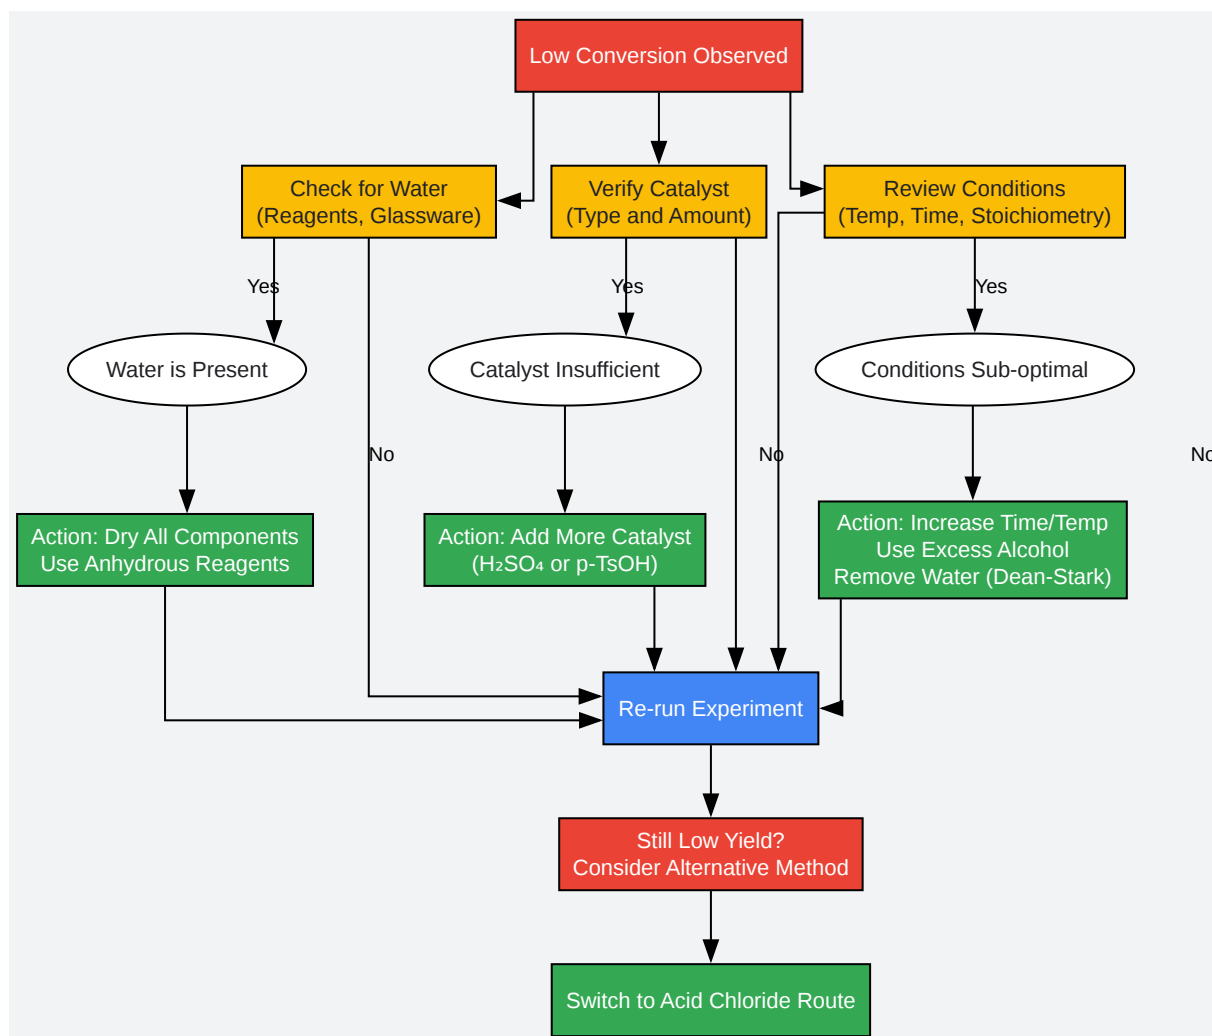 Low Conversion Observed
Check for Water
(Reagents, Glassware)
Verify Catalyst
(Type and Amount)
Review Conditions
(Temp, Time, Stoichiometry)
Yes
Yes
Yes
Water is Present
Catalyst Insufficient
Conditions Sub-optimal
No
No
No
Action: Dry All Components
Use Anhydrous Reagents
Action: Add More Catalyst
(H₂SO₄ or p-TsOH)
Action: Increase Time/Temp
Use Excess Alcohol
Remove Water (Dean-Stark)
Re-run Experiment
Still Low Yield?
Consider Alternative Method
Switch to Acid Chloride Route